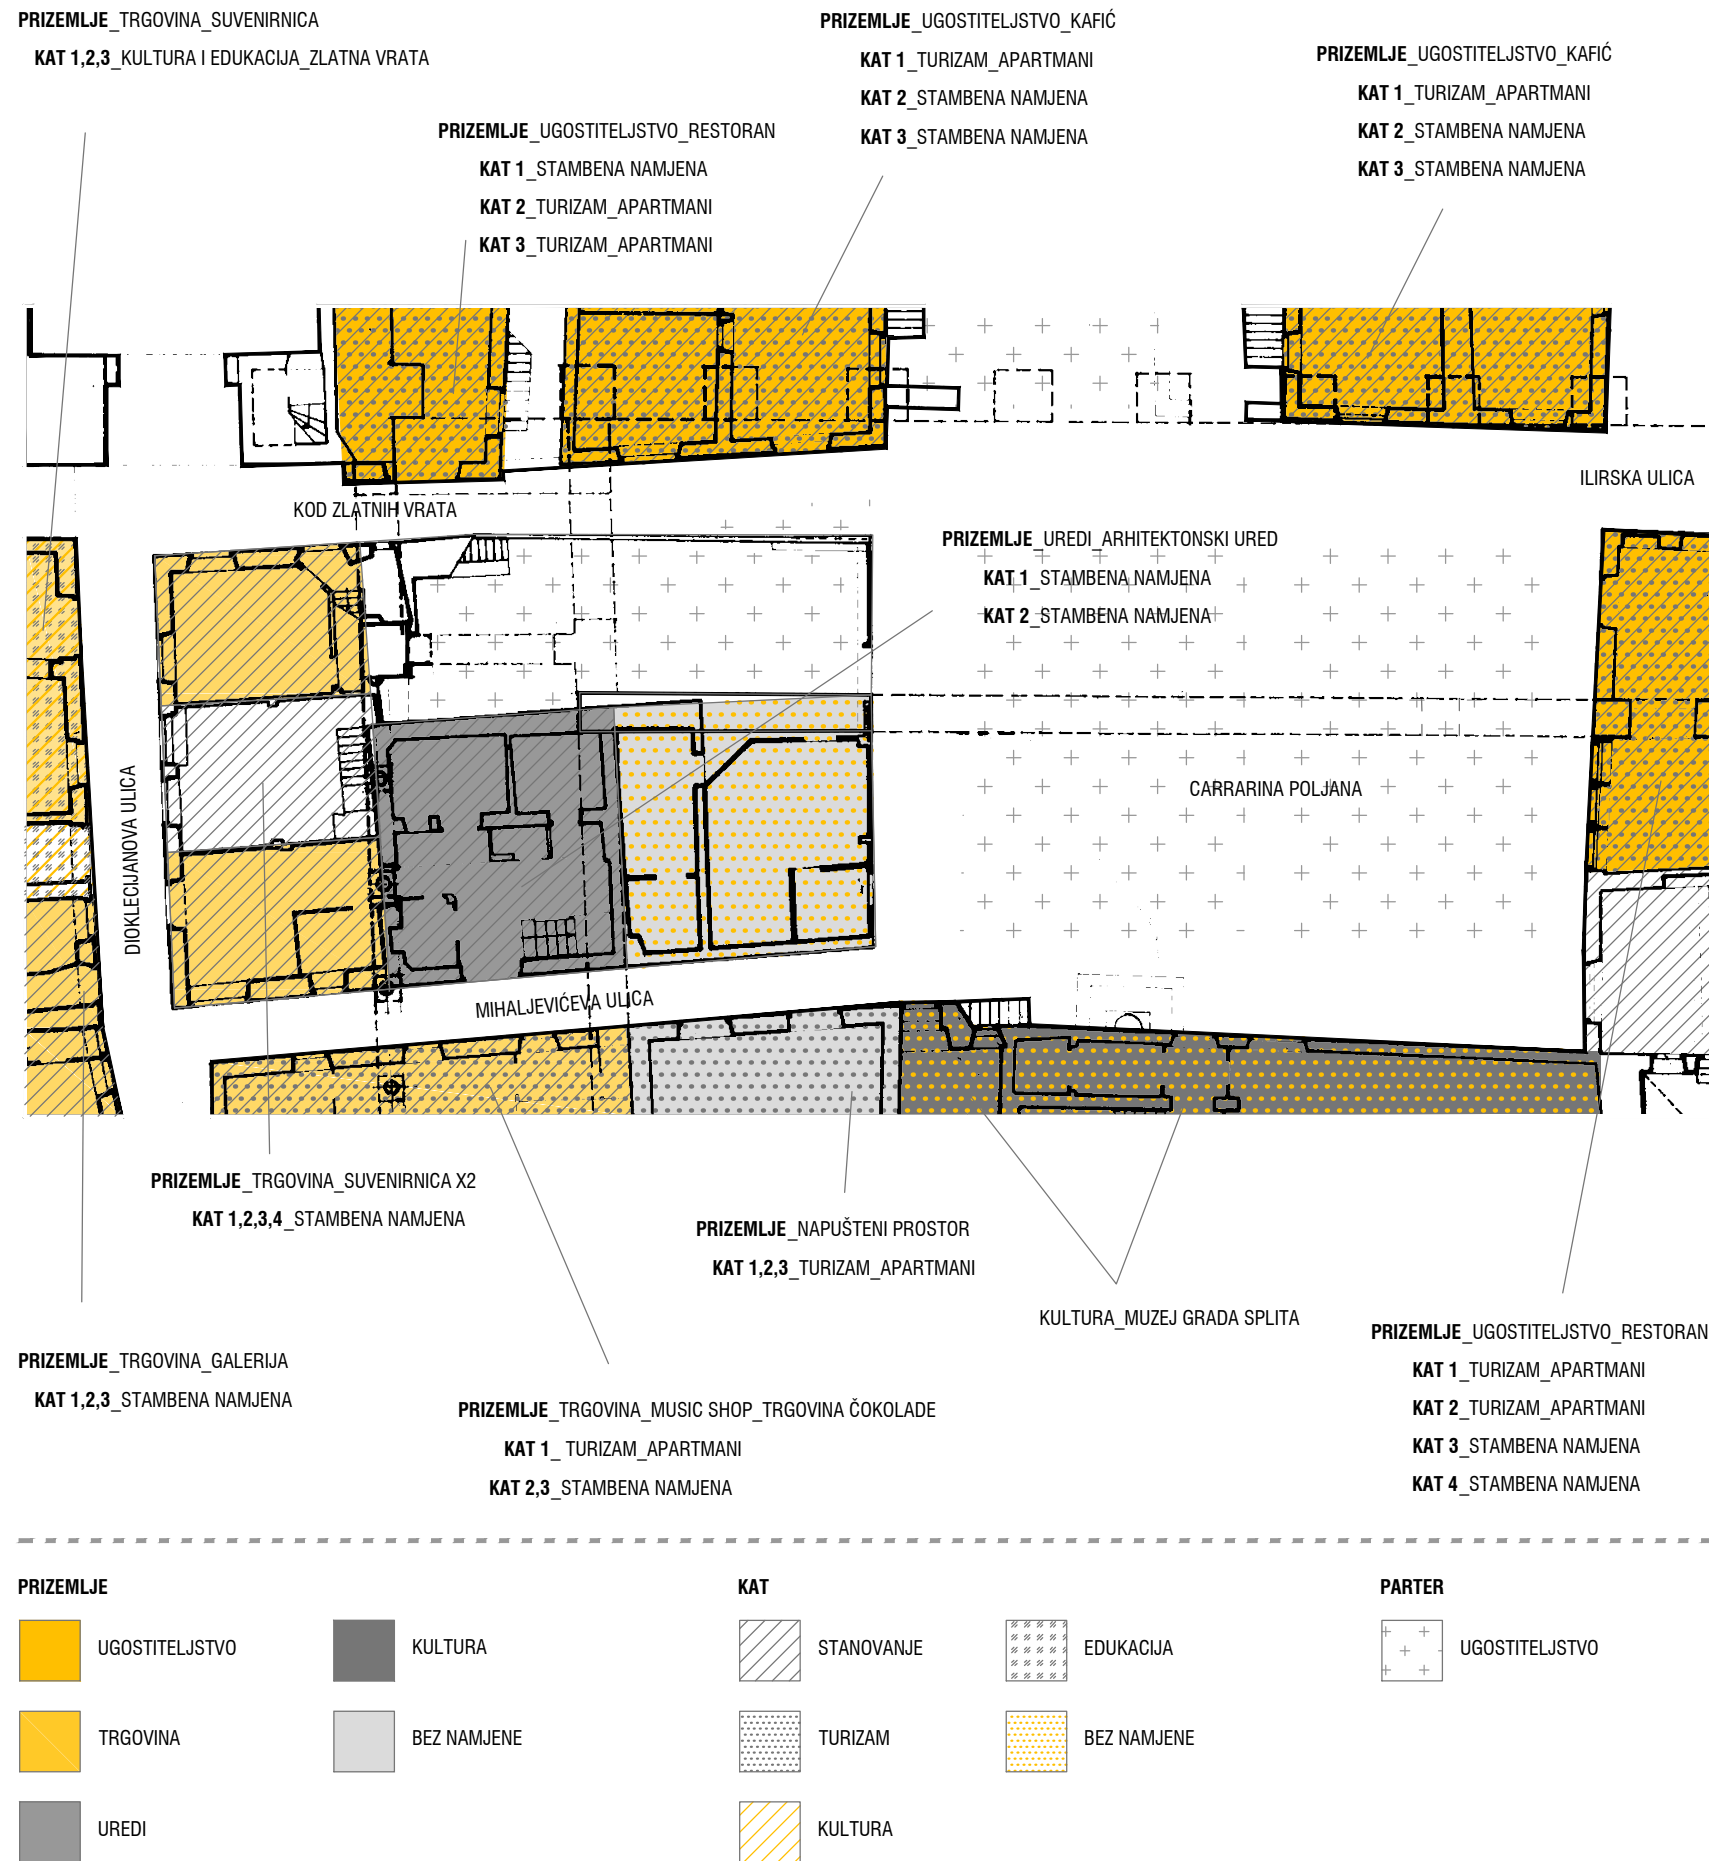 PRIZEMLJE_TRGOVINA_SUVENIRNICA
KAT 1,2,3_KULTURA I EDUKACIJA_ZLATNA VRATA
PRIZEMLJE_UGOSTITELJSTVO_RESTORAN
KAT 1_STAMBENA NAMJENA
KAT 2_TURIZAM_APARTMANI
KAT 3_TURIZAM_APARTMANI
PRIZEMLJE_UGOSTITELJSTVO_KAFIĆ
KAT 1_TURIZAM_APARTMANI
KAT 2_STAMBENA NAMJENA
KAT 3_STAMBENA NAMJENA
PRIZEMLJE_UGOSTITELJSTVO_KAFIĆ
KAT 1_TURIZAM_APARTMANI
KAT 2_STAMBENA NAMJENA
KAT 3_STAMBENA NAMJENA
ILIRSKA ULICA
KOD ZLATNIH VRATA
PRIZEMLJE_UREDI_ARHITEKTONSKI URED
KAT 1_STAMBENA NAMJENA
KAT 2_STAMBENA NAMJENA
CARRARINA POLJANA
DIOKLECIJANOVA ULICA
MIHALJEVIĆEVA ULICA
PRIZEMLJE_TRGOVINA_SUVENIRNICA X2
KAT 1,2,3,4_STAMBENA NAMJENA
PRIZEMLJE_NAPUŠTENI PROSTOR
KAT 1,2,3_TURIZAM_APARTMANI
KULTURA_MUZEJ GRADA SPLITA
PRIZEMLJE_UGOSTITELJSTVO_RESTORAN
KAT 1_TURIZAM_APARTMANI
KAT 2_TURIZAM_APARTMANI
KAT 3_STAMBENA NAMJENA
KAT 4_STAMBENA NAMJENA
PRIZEMLJE_TRGOVINA_GALERIJA
KAT 1,2,3_STAMBENA NAMJENA
PRIZEMLJE_TRGOVINA_MUSIC SHOP_TRGOVINA ČOKOLADE
KAT 1_ TURIZAM_APARTMANI
KAT 2,3_STAMBENA NAMJENA
PRIZEMLJE
UGOSTITELJSTVO
TRGOVINA
UREDI
KULTURA
BEZ NAMJENE
KAT
STANOVANJE
TURIZAM
KULTURA
EDUKACIJA
BEZ NAMJENE
PARTER
UGOSTITELJSTVO